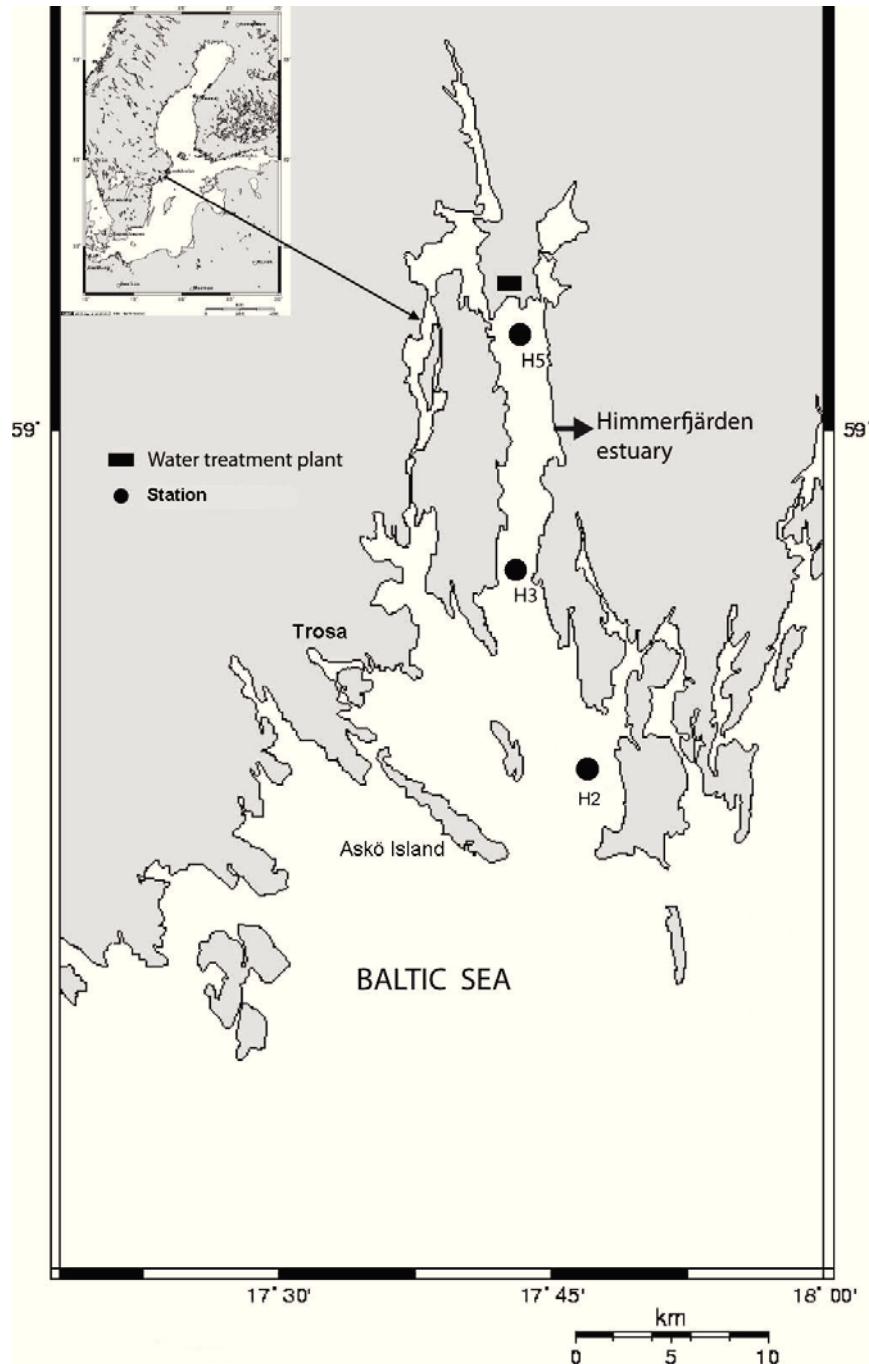 59°
59°
Himmerfjärden
estuary
H5
Water treatment plant
Station
H3
Trosa
H2
Askö Island
BALTIC SEA
17° 30'
17° 45'
18° 00'
km
0 5 10